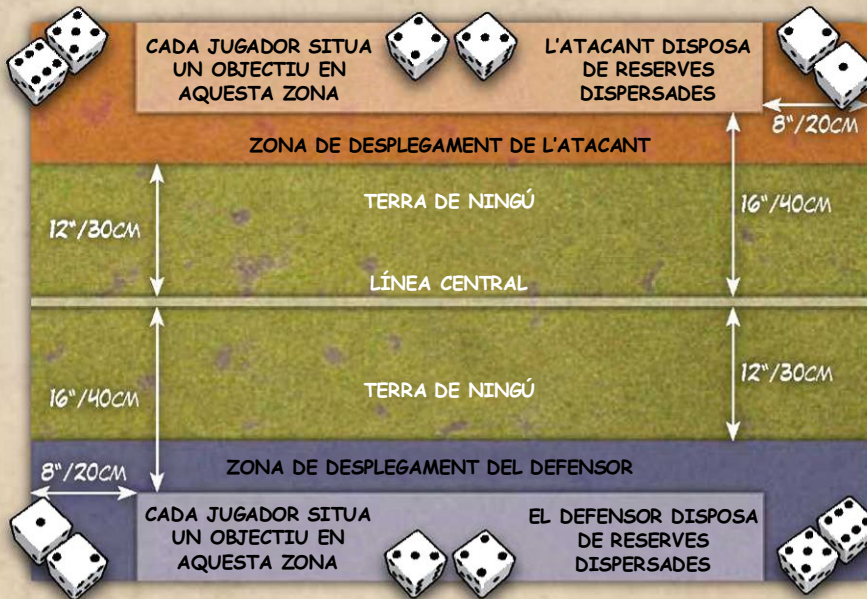 CADA JUGADOR SITUA
UN OBJECTIU EN
AQUESTA ZONA
L'ATACANT DISPOSA
DE RESERVES
DISPERSADES
8"/20CM
ZONA DE DESPLEGAMENT DE L'ATACANT
TERRA DE NINGÚ
16"/40CM
12"/30CM
LÍNEA CENTRAL
TERRA DE NINGÚ
12"/30CM
16"/40CM
ZONA DE DESPLEGAMENT DEL DEFENSOR
8"/20CM
CADA JUGADOR SITUA
UN OBJECTIU EN
AQUESTA ZONA
EL DEFENSOR DISPOSA
DE RESERVES
DISPERSADES